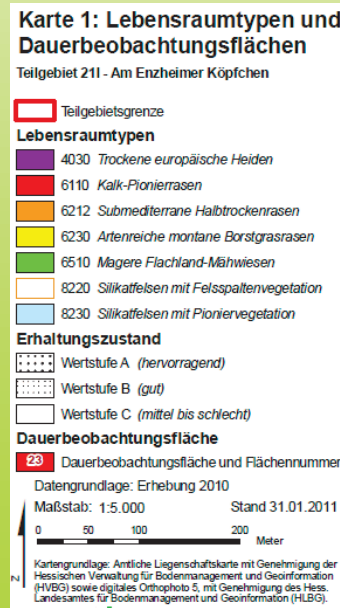 Karte 1: Lebensraumtypen und
Dauerbeobachtungsflächen
Teilgebiet 21I - Am Enzheimer Köpfchen
Teilgebietsgrenze
Lebensraumtypen
4030 Trockene europäische Heiden
6110 Kalk-Pionierrasen
6212 Submediterrane Halbtrockenrasen
6230 Artenreiche montane Borstgrasrasen
6510 Magere Flachland-Mähwiesen
8220 Silikatfelsen mit Felsspaltenvegetation
8230 Silikatfelsen mit Pioniervegetation
Erhaltungszustand
Wertstufe A (hervorragend)
Wertstufe B (gut)
Wertstufe C (mittel bis schlecht)
Dauerbeobachtungsfläche
23 Dauerbeobachtungsfläche und Flächennummer
Datengrundlage: Erhebung 2010
Maßstab: 1:5.000 Stand 31.01.2011
0 50 100 200 Meter
N
Kartengrundlage: Amtliche Liegenschaftskarte mit Genehmigung der
Hessischen Verwaltung für Bodenmanagement und Geoinformation
(HVBG) sowie digitales Orthophoto 5, mit Genehmigung des Hess.
Landesamtes für Bodenmanagement und Geoinformation (HLBG).